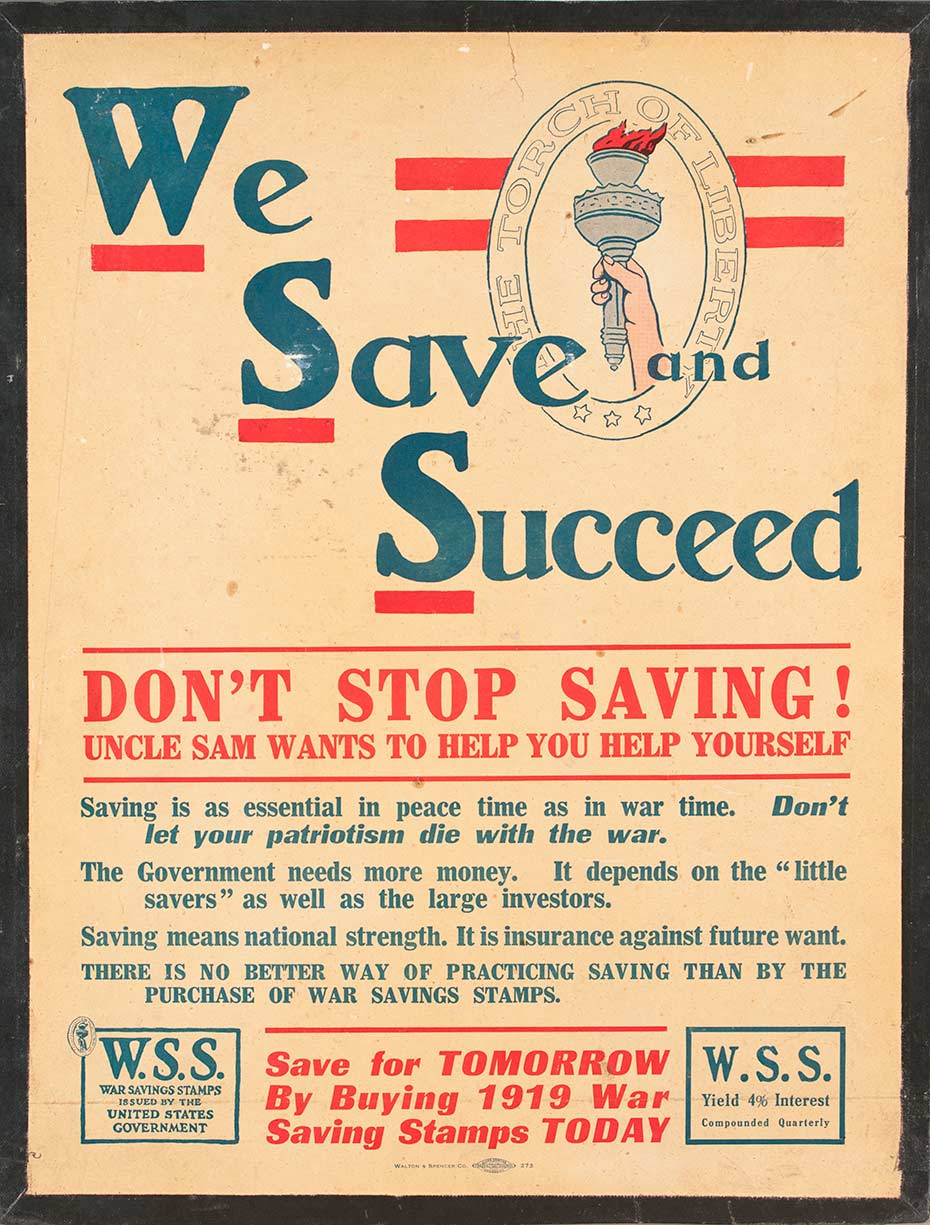 We
THE TORCH OF LIBERTY
Save and
Succeed
DON'T STOP SAVING!
UNCLE SAM WANTS TO HELP YOU HELP YOURSELF
Saving is as essential in peace time as in war time. Don't
let your patriotism die with the war.
The Government needs more money. It depends on the "little
savers" as well as the large investors.
Saving means national strength. It is insurance against future want.
THERE IS NO BETTER WAY OF PRACTICING SAVING THAN BY THE
PURCHASE OF WAR SAVINGS STAMPS.
W.S.S.
WAR SAVINGS STAMPS
ISSUED BY THE
UNITED STATES
GOVERNMENT
Save for TOMORROW
By Buying 1919 War
Saving Stamps TODAY
W. S. S.
Yield 4% Interest
Compounded Quarterly
WALTON & SPENCER CO. 273